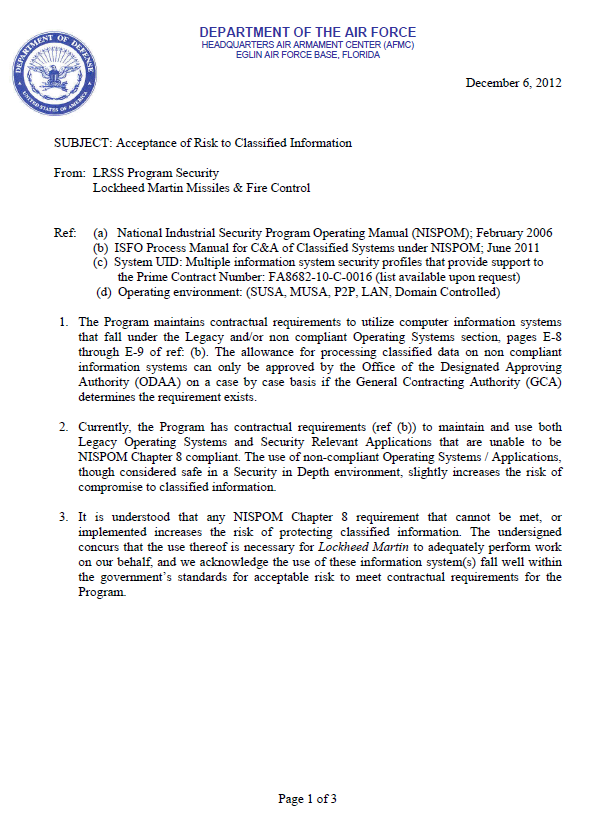 DEPARTMENT OF THE AIR FORCE
HEADQUARTERS AIR ARMAMENT CENTER (AFMC)
EGLIN AIR FORCE BASE, FLORIDA
DEPARTMENT OF DEFENSE
UNITED STATES OF AMERICA
December 6, 2012
SUBJECT: Acceptance of Risk to Classified Information
From: LRSS Program Security
Lockheed Martin Missiles & Fire Control
Ref: (a) National Industrial Security Program Operating Manual (NISPOM); February 2006
(b) ISFO Process Manual for C&A of Classified Systems under NISPOM; June 2011
(c) System UID: Multiple information system security profiles that provide support to
the Prime Contract Number: FA8682-10-C-0016 (list available upon request)
(d) Operating environment: (SUSA, MUSA, P2P, LAN, Domain Controlled)
1. The Program maintains contractual requirements to utilize computer information systems
that fall under the Legacy and/or non compliant Operating Systems section, pages E-8
through E-9 of ref: (b). The allowance for processing classified data on non compliant
information systems can only be approved by the Office of the Designated Approving
Authority (ODAA) on a case by case basis if the General Contracting Authority (GCA)
determines the requirement exists.
2. Currently, the Program has contractual requirements (ref (b)) to maintain and use both
Legacy Operating Systems and Security Relevant Applications that are unable to be
NISPOM Chapter 8 compliant. The use of non-compliant Operating Systems / Applications,
though considered safe in a Security in Depth environment, slightly increases the risk of
compromise to classified information.
3. It is understood that any NISPOM Chapter 8 requirement that cannot be met, or
implemented increases the risk of protecting classified information. The undersigned
concurs that the use thereof is necessary for Lockheed Martin to adequately perform work
on our behalf, and we acknowledge the use of these information system(s) fall well within
the government's standards for acceptable risk to meet contractual requirements for the
Program.
Page 1 of 3